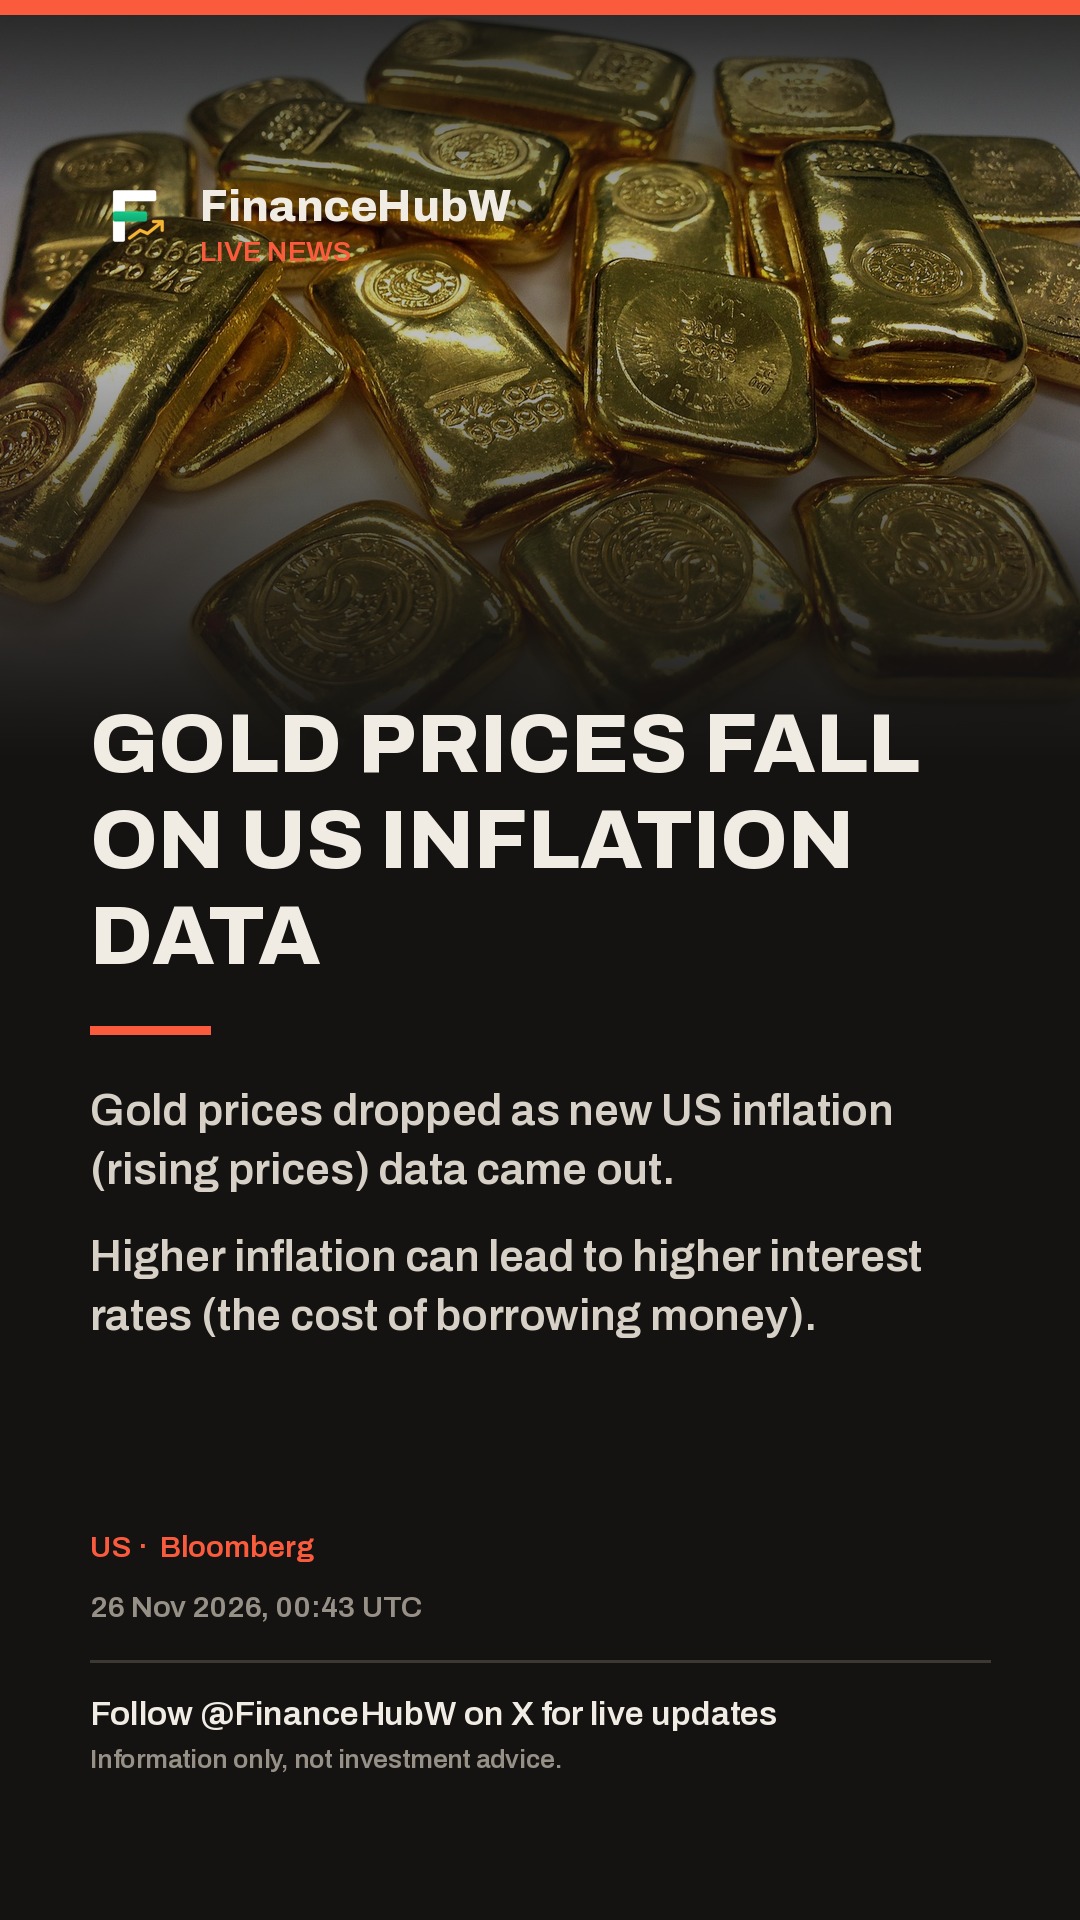 FinanceHubW
LIVE NEWS
GOLD PRICES FALL
ON US INFLATION
DATA
Gold prices dropped as new US inflation
(rising prices) data came out.
Higher inflation can lead to higher interest
rates (the cost of borrowing money).
US · Bloomberg
26 Nov 2026, 00:43 UTC
Follow @FinanceHubW on X for live updates
Information only, not investment advice.